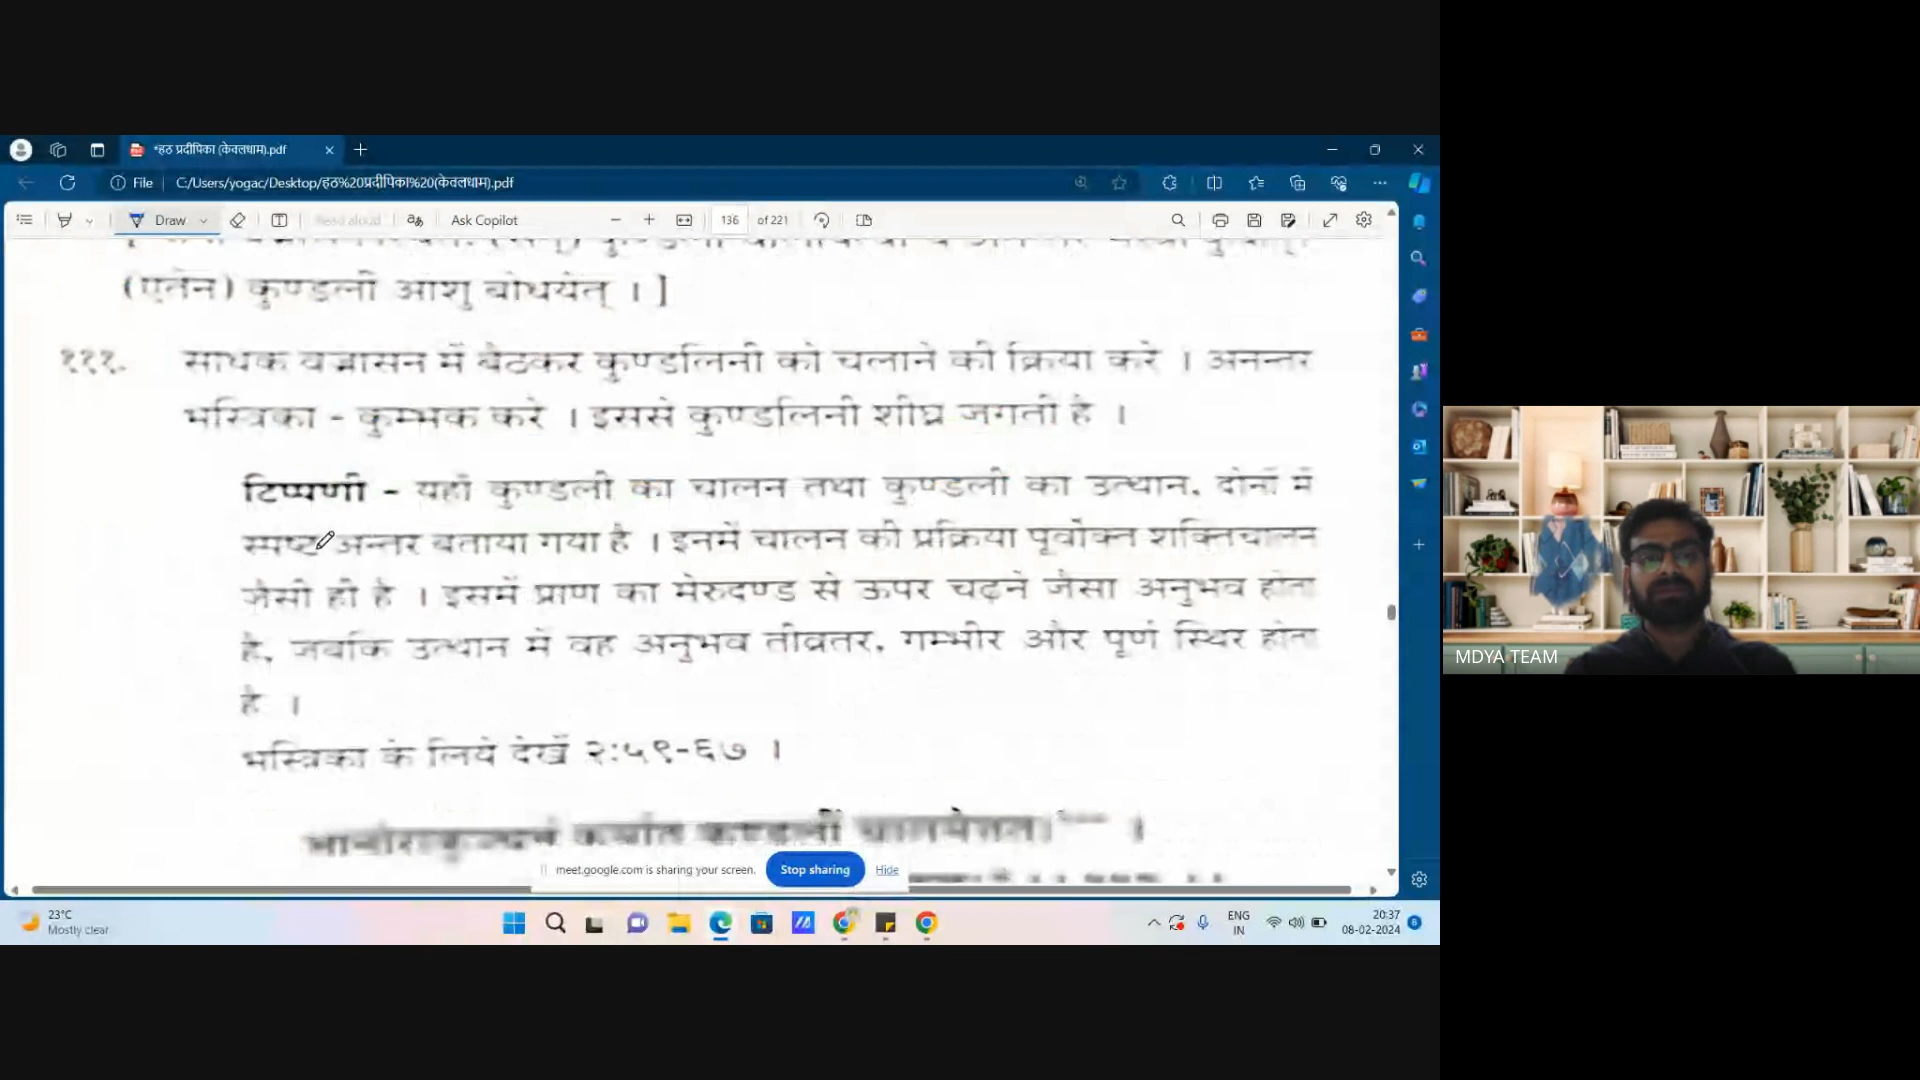 *हठ प्रदीपिका (केवलधाम).pdf
File
C:/Users/yogac/Desktop/हठ%20प्रदीपिका%20(केवलधाम).pdf
Draw
Read aloud
Ask Copilot
136 of 221
(एतेन) कुण्डली आशु बोधयेत् । ]
१११. साधक वज्रासन में बैठकर कुण्डलिनी को चलाने की क्रिया करे । अनन्तर
भस्त्रिका - कुम्भक करे । इससे कुण्डलिनी शीघ्र जगती है ।
टिप्पणी - यहाँ कुण्डली का चालन तथा कुण्डली का उत्थान, दोनों में
स्पष्ट अन्तर बताया गया है । इनमें चालन की प्रक्रिया पूर्वोक्त शक्तिचालन
जैसी ही है । इसमें प्राण का मेरुदण्ड से ऊपर चढ़ने जैसा अनुभव होता
है, जबकि उत्थान में वह अनुभव तीव्रतर, गम्भीर और पूर्ण स्थिर होता
है ।
भस्त्रिका के लिये देखें २:५९-६७ ।
meet.google.com is sharing your screen.
Stop sharing
Hide
MDYA TEAM
23°C
Mostly clear
ENG
IN
20:37
08-02-2024